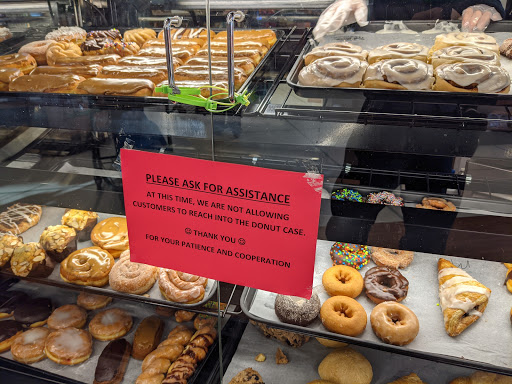 PLEASE ASK FOR ASSISTANCE
AT THIS TIME, WE ARE NOT ALLOWING
CUSTOMERS TO REACH INTO THE DONUT CASE.
☺ THANK YOU ☺
FOR YOUR PATIENCE AND COOPERATION